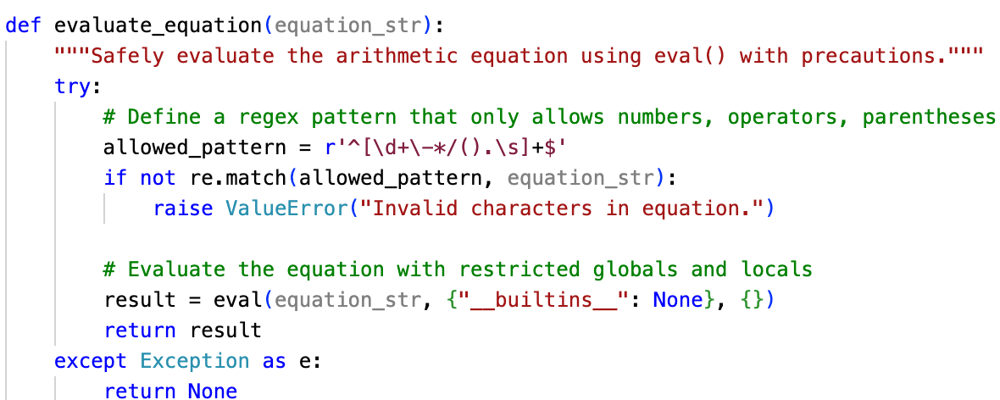 def evaluate_equation(equation_str):
    """Safely evaluate the arithmetic equation using eval() with precautions."""
    try:
        # Define a regex pattern that only allows numbers, operators, parentheses
        allowed_pattern = r'^[\d+\-*/().\s]+$'
        if not re.match(allowed_pattern, equation_str):
            raise ValueError("Invalid characters in equation.")

        # Evaluate the equation with restricted globals and locals
        result = eval(equation_str, {"__builtins__": None}, {})
        return result
    except Exception as e:
        return None